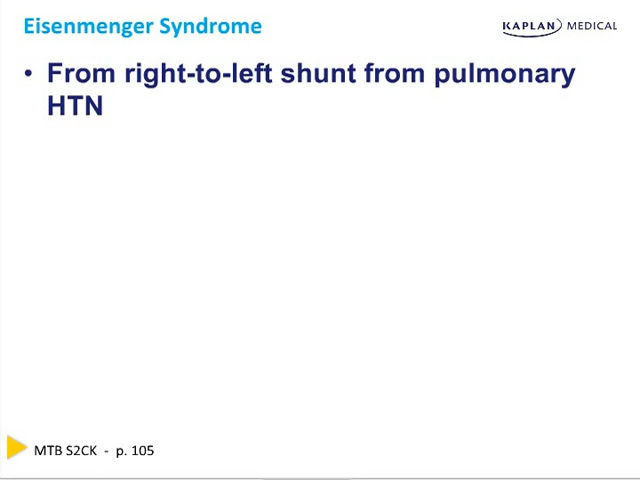 Eisenmenger Syndrome
KAPLAN MEDICAL
• From right-to-left shunt from pulmonary
HTN
MTB S2CK - p. 105